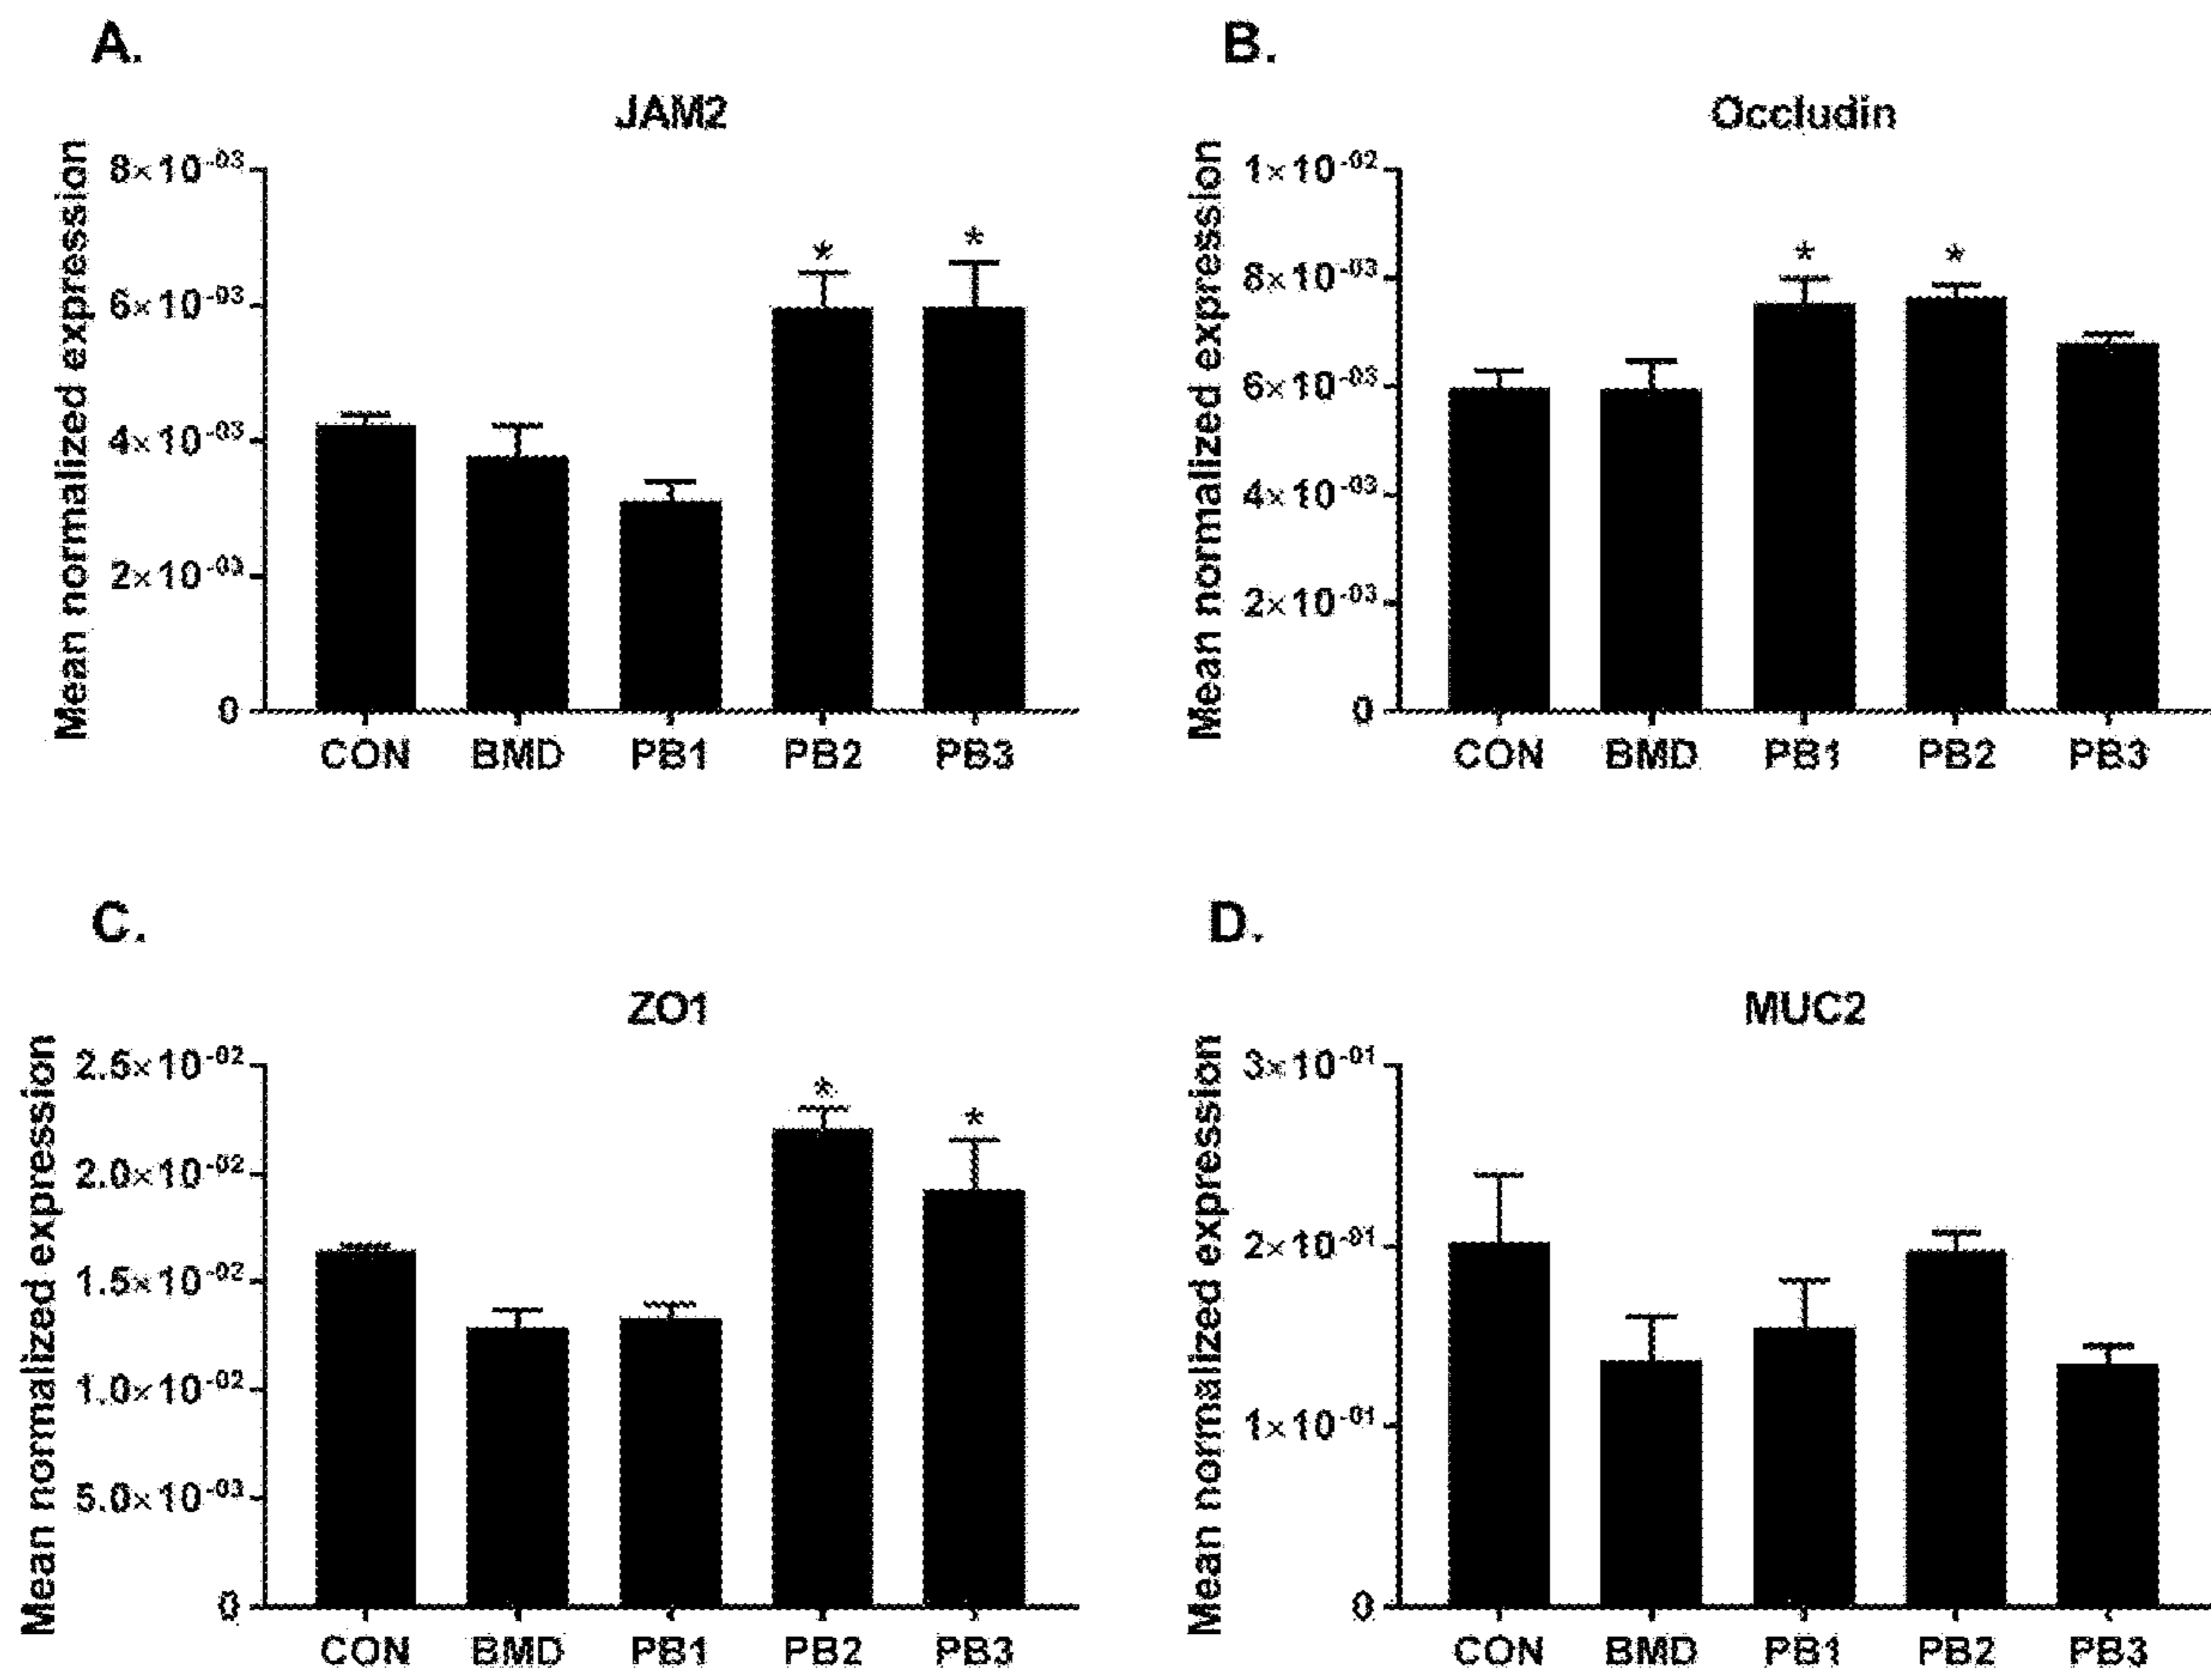 A.
JAM2
Mean normalized expression
8×10-03
6×10-03
4×10-03
2×10-03
0
CON BMD PB1 PB2 PB3
* *
B.
Occludin
Mean normalized expression
1×10-02
8×10-03
6×10-03
4×10-03
2×10-03
0
CON BMD PB1 PB2 PB3
* *
C.
ZO1
Mean normalized expression
2.5×10-02
2.0×10-02
1.5×10-02
1.0×10-02
5.0×10-03
0
CON BMD PB1 PB2 PB3
* *
D.
MUC2
Mean normalized expression
3×10-01
2×10-01
1×10-01
0
CON BMD PB1 PB2 PB3